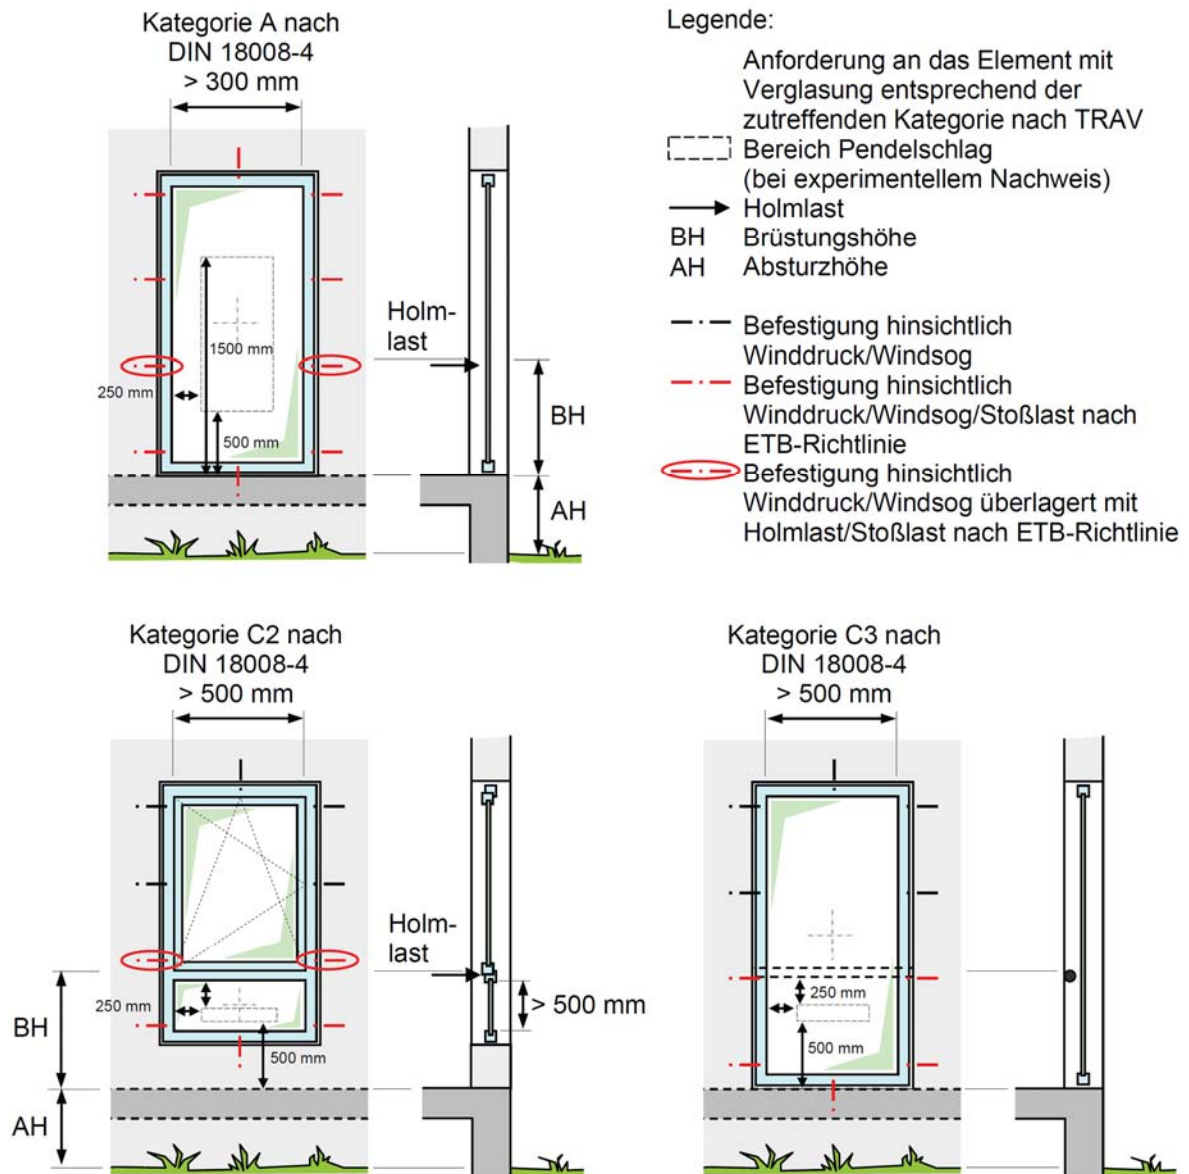 Kategorie A nach
DIN 18008-4
> 300 mm
Holm-
last
1500 mm
250 mm
500 mm
BH
AH
Legende:
Anforderung an das Element mit
Verglasung entsprechend der
zutreffenden Kategorie nach TRAV
Bereich Pendelschlag
(bei experimentellem Nachweis)
Holmlast
BH Brüstungshöhe
AH Absturzhöhe
Befestigung hinsichtlich
Winddruck/Windsog
Befestigung hinsichtlich
Winddruck/Windsog/Stoßlast nach
ETB-Richtlinie
Befestigung hinsichtlich
Winddruck/Windsog überlagert mit
Holmlast/Stoßlast nach ETB-Richtlinie
Kategorie C2 nach
DIN 18008-4
> 500 mm
Holm-
last
250 mm
> 500 mm
500 mm
BH
AH
Kategorie C3 nach
DIN 18008-4
> 500 mm
250 mm
500 mm